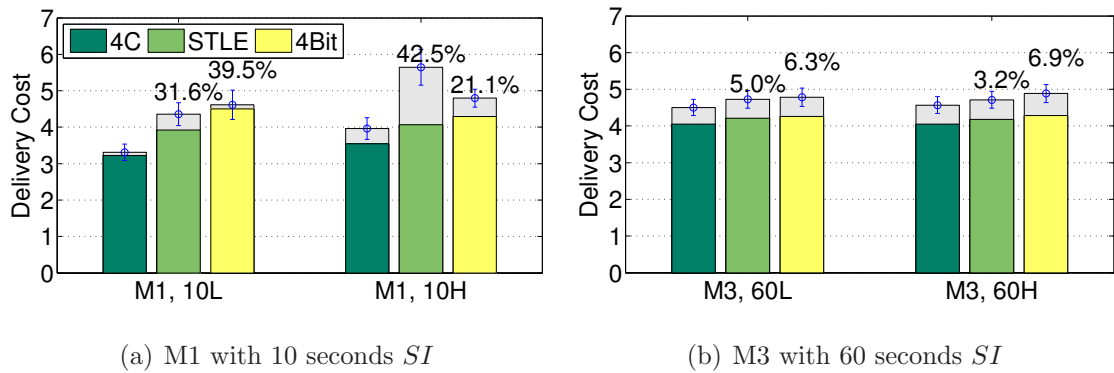 7
6
5
4
3
2
1
0
Delivery Cost
4C STLE 4Bit
31.6%
39.5%
42.5%
21.1%
M1, 10L
M1, 10H
(a) M1 with 10 seconds SI
7
6
5
4
3
2
1
0
Delivery Cost
5.0%
6.3%
3.2%
6.9%
M3, 60L
M3, 60H
(b) M3 with 60 seconds SI